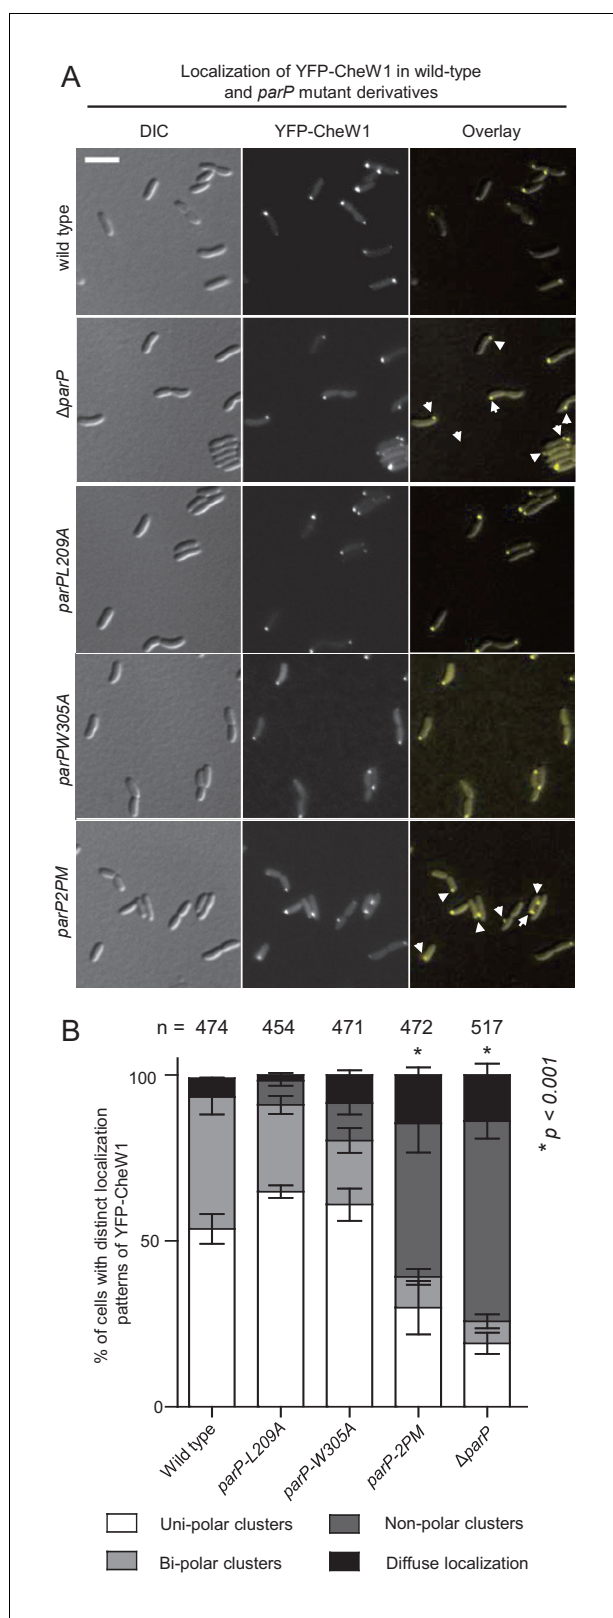 A
Localization of YFP-CheW1 in wild-type
and parP mutant derivatives
DIC YFP-CheW1 Overlay
wild type
ΔparP
parPL209A
parPW305A
parP2PM
B
n = 474 454 471 472 517
* *
* p < 0.001
% of cells with distinct localization
patterns of YFP-CheW1
100
50
0
Wild type parP-L209A parP-W305A parP-2PM ΔparP
Uni-polar clusters Non-polar clusters
Bi-polar clusters Diffuse localization